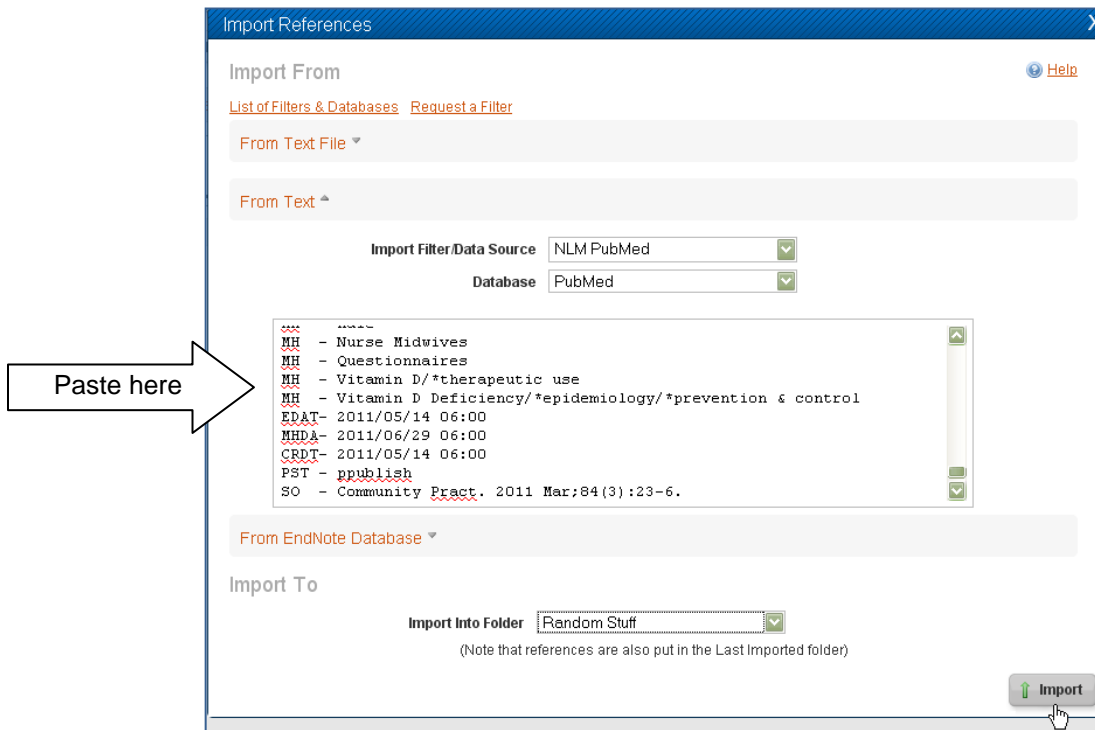 Import References X
Import From
Help
List of Filters & Databases Request a Filter
From Text File
From Text
Import Filter/Data Source NLM PubMed
Database PubMed
Paste here
MH - Nurse Midwives
MH - Questionnaires
MH - Vitamin D/*therapeutic use
MH - Vitamin D Deficiency/*epidemiology/*prevention & control
EDAT- 2011/05/14 06:00
MHDA- 2011/06/29 06:00
CRDT- 2011/05/14 06:00
PST - ppublish
SO - Community Pract. 2011 Mar;84(3):23-6.
From EndNote Database
Import To
Import Into Folder Random Stuff
(Note that references are also put in the Last Imported folder)
Import